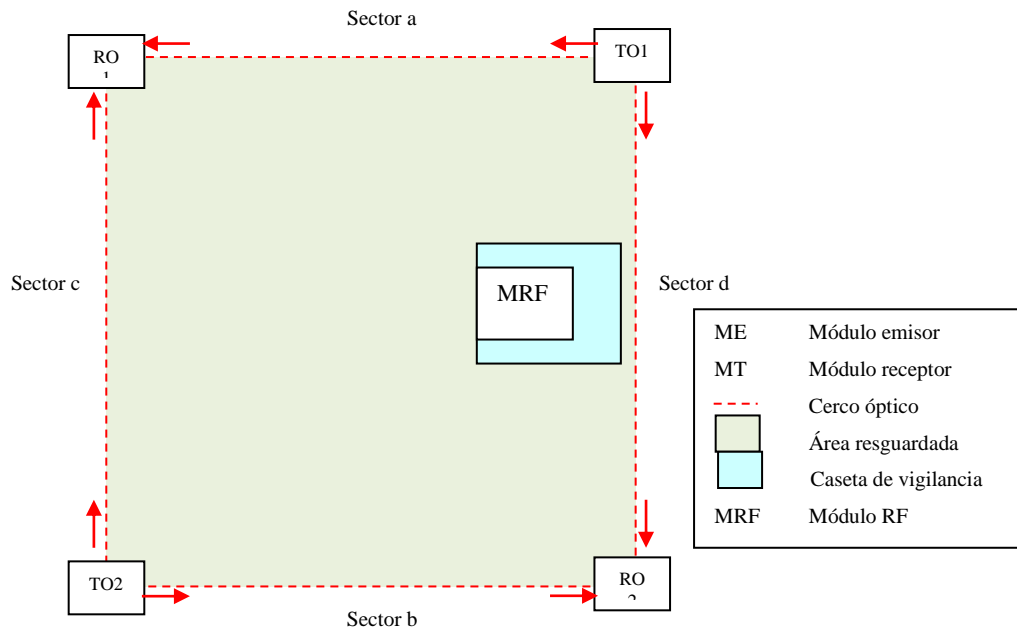 Sector a
RO
TO1
Sector c
MRF
Sector d
ME Módulo emisor
MT Módulo receptor
Cerco óptico
Área resguardada
Caseta de vigilancia
MRF Módulo RF
TO2
RO
Sector b